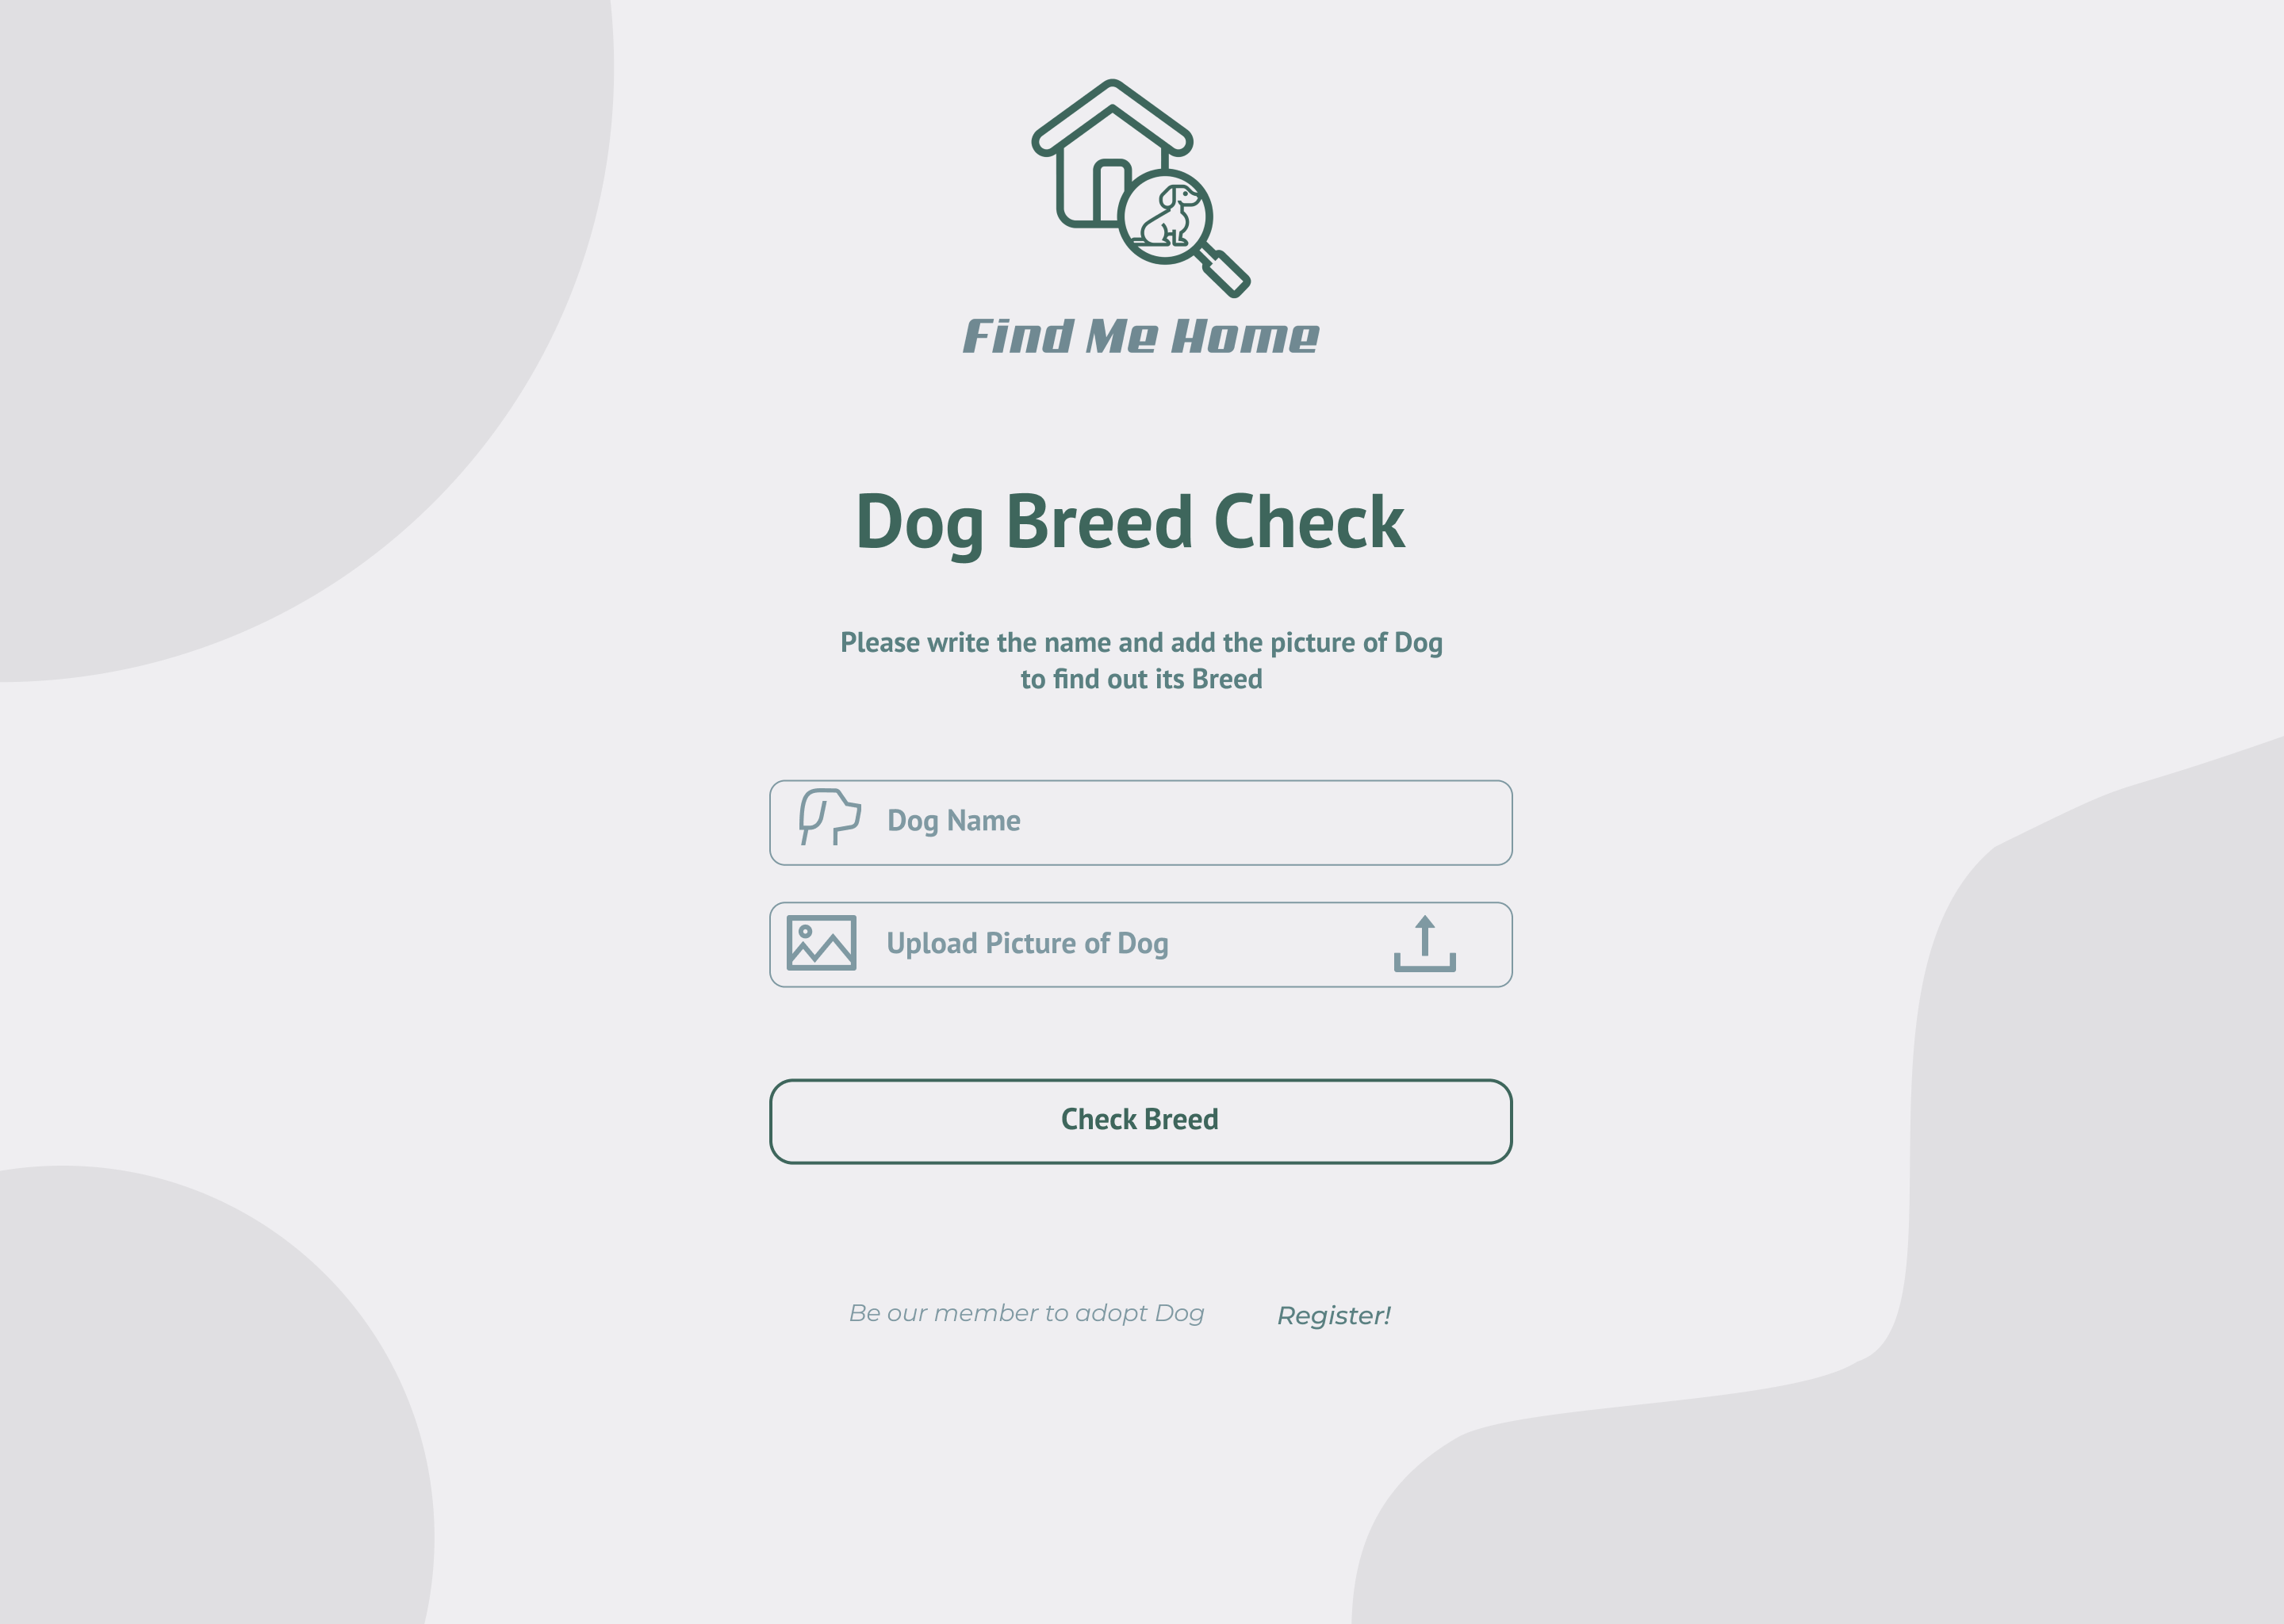 Find Me Home
Dog Breed Check
Please write the name and add the picture of Dog
to find out its Breed
Dog Name
Upload Picture of Dog
Check Breed
Be our member to adopt Dog Register!